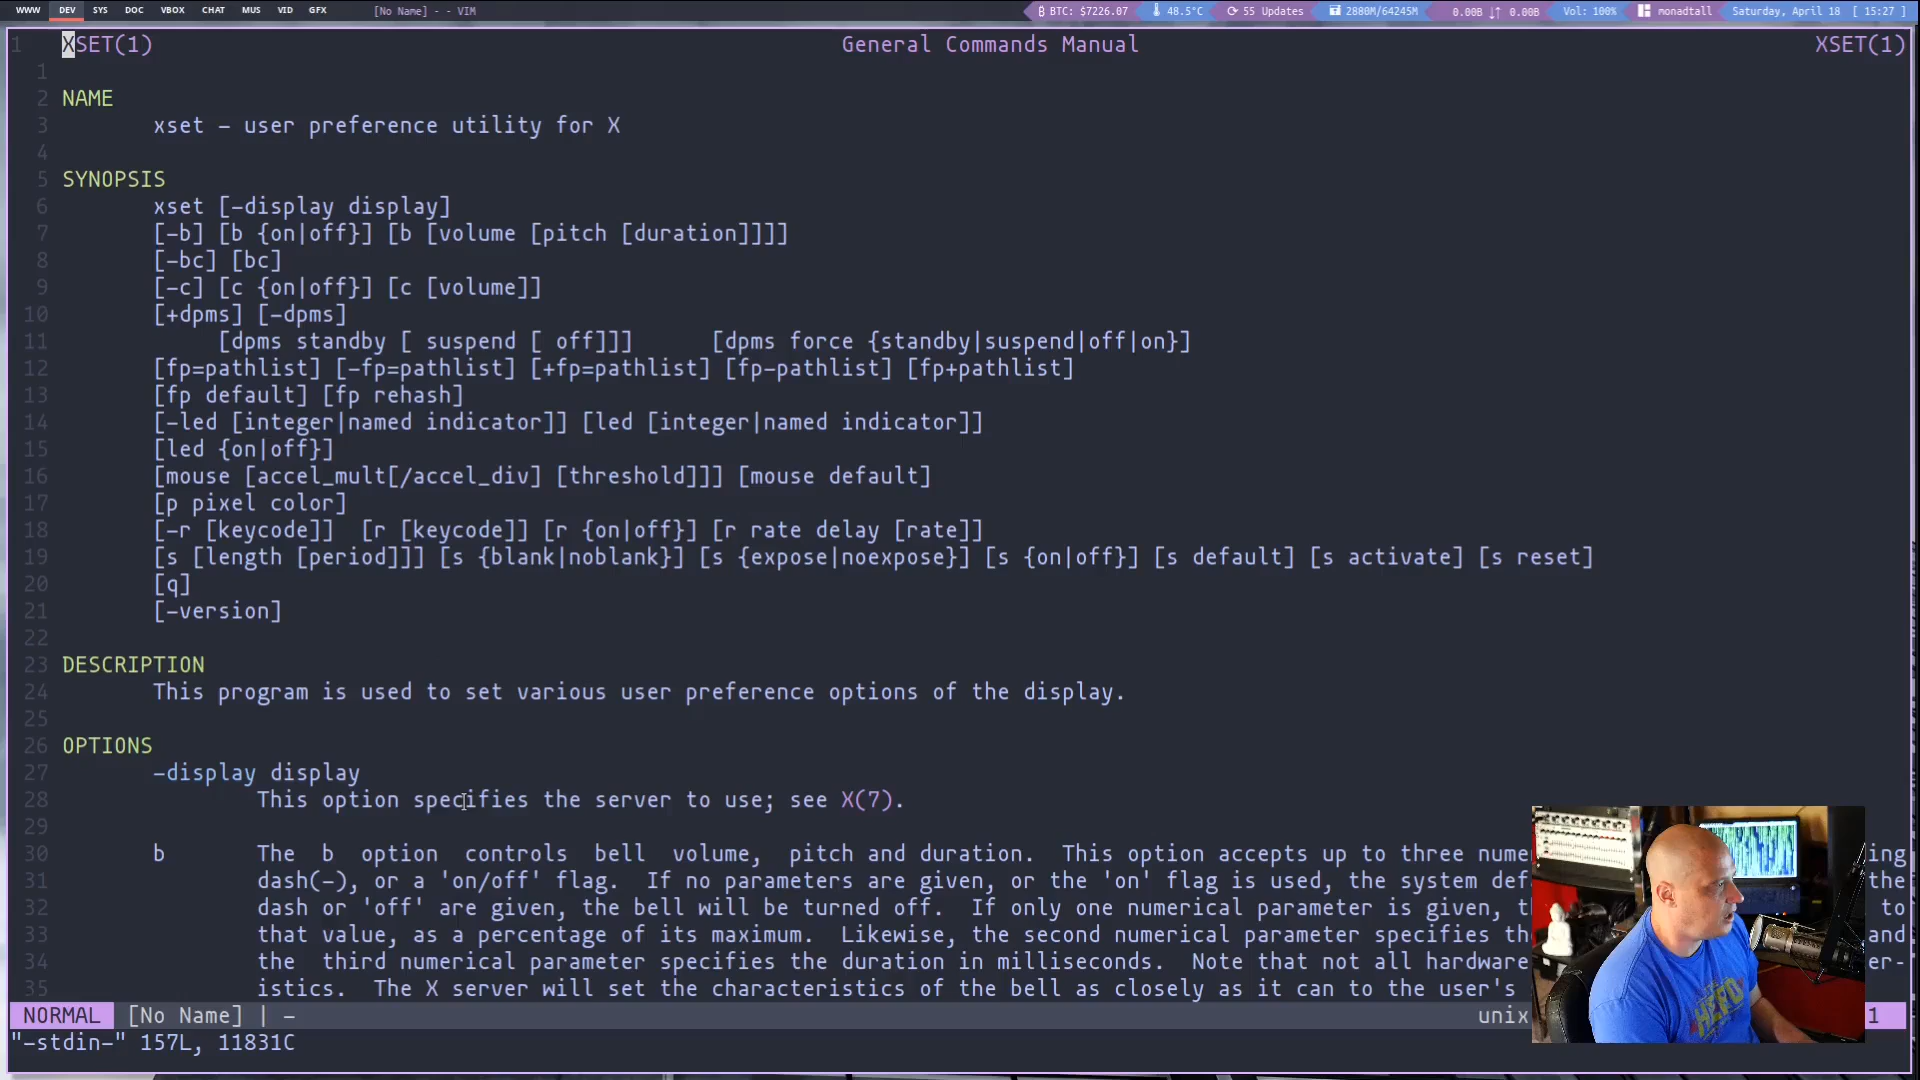 WWW DEV SYS DOC VBOX CHAT MUS VID GFX [No Name] - - VIM BTC: $7226.07 48.5°C 55 Updates 2880M/64245M 0.00B ↓↑ 0.00B Vol: 100% monadtall Saturday, April 18 [ 15:27 ]
1 XSET(1) General Commands Manual XSET(1)
1
2 NAME
3 xset – user preference utility for X
4
5 SYNOPSIS
6 xset [–display display]
7 [–b] [b {on|off}] [b [volume [pitch [duration]]]]
8 [–bc] [bc]
9 [–c] [c {on|off}] [c [volume]]
10 [+dpms] [–dpms]
11 [dpms standby [ suspend [ off]]] [dpms force {standby|suspend|off|on}]
12 [fp=pathlist] [–fp=pathlist] [+fp=pathlist] [fp–pathlist] [fp+pathlist]
13 [fp default] [fp rehash]
14 [–led [integer|named indicator]] [led [integer|named indicator]]
15 [led {on|off}]
16 [mouse [accel_mult[/accel_div] [threshold]]] [mouse default]
17 [p pixel color]
18 [–r [keycode]] [r [keycode]] [r {on|off}] [r rate delay [rate]]
19 [s [length [period]]] [s {blank|noblank}] [s {expose|noexpose}] [s {on|off}] [s default] [s activate] [s reset]
20 [q]
21 [–version]
22
23 DESCRIPTION
24 This program is used to set various user preference options of the display.
25
26 OPTIONS
27 –display display
28 This option specifies the server to use; see X(7).
29
30 b The b option controls bell volume, pitch and duration. This option accepts up to three nume ing
31 dash(–), or a 'on/off' flag. If no parameters are given, or the 'on' flag is used, the system def the
32 dash or 'off' are given, the bell will be turned off. If only one numerical parameter is given, t to
33 that value, as a percentage of its maximum. Likewise, the second numerical parameter specifies th and
34 the third numerical parameter specifies the duration in milliseconds. Note that not all hardware er–
35 istics. The X server will set the characteristics of the bell as closely as it can to the user's
NORMAL [No Name] | – unix 1
"–stdin–" 157L, 11831C